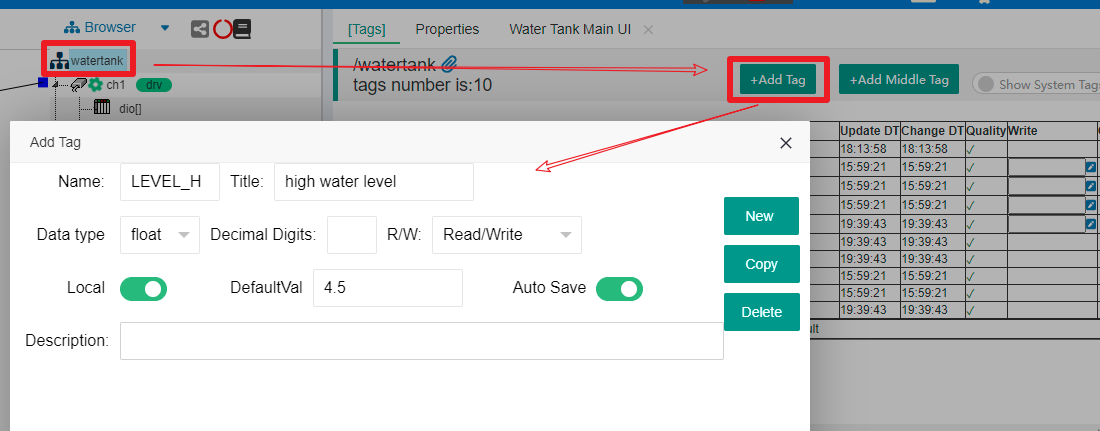 Browser
[Tags] Properties Water Tank Main UI
watertank
/watertank
tags number is:10
+Add Tag +Add Middle Tag Show System Tag
ch1 drv
dio[]
Update DT Change DT Quality Write
18:13:58 18:13:58 ✓
15:59:21 15:59:21 ✓
15:59:21 15:59:21 ✓
15:59:21 15:59:21 ✓
19:39:43 19:39:43 ✓
19:39:43 19:39:43 ✓
19:39:43 19:39:43 ✓
15:59:21 15:59:21 ✓
15:59:21 15:59:21 ✓
19:39:43 19:39:43 ✓
Add Tag
Name: LEVEL_H Title: high water level
New
Data type float Decimal Digits: R/W: Read/Write
Copy
Local DefaultVal 4.5 Auto Save
Delete
Description: